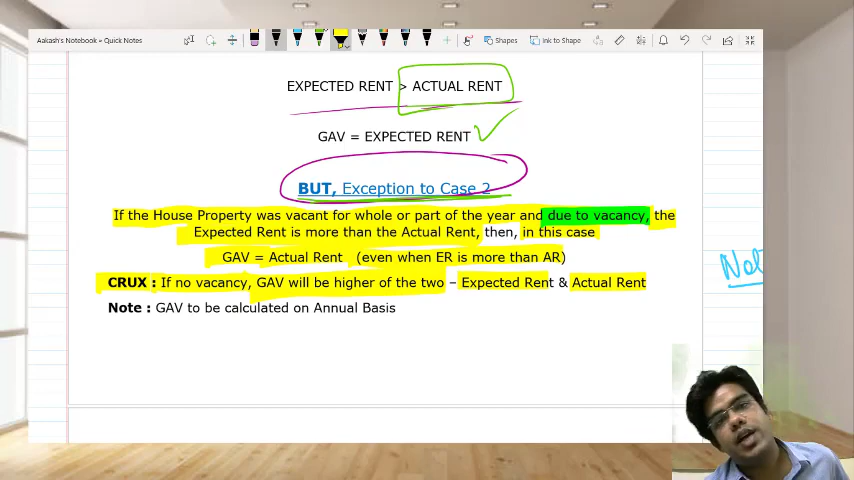 Aakash's Notebook » Quick Notes
Shapes
Ink to Shape
EXPECTED RENT > ACTUAL RENT
GAV = EXPECTED RENT
BUT, Exception to Case 2
If the House Property was vacant for whole or part of the year and due to vacancy, the
Expected Rent is more than the Actual Rent, then, in this case
GAV = Actual Rent (even when ER is more than AR)
CRUX : If no vacancy, GAV will be higher of the two – Expected Rent & Actual Rent
Note : GAV to be calculated on Annual Basis